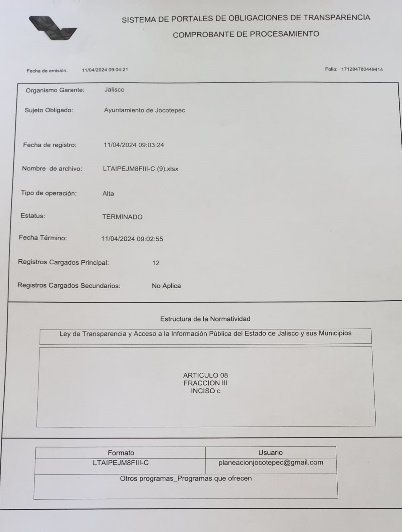 SISTEMA DE PORTALES DE OBLIGACIONES DE TRANSPARENCIA
COMPROBANTE DE PROCESAMIENTO
Fecha de emisión: 11/04/2024 09:04:21
Folio:
Organismo Garante: Jalisco
Sujeto Obligado: Ayuntamiento de Jocotepec
Fecha de registro: 11/04/2024 09:03:24
Nombre de archivo: LTAIPEJM8FIII-C (9).xlsx
Tipo de operación: Alta
Estatus: TERMINADO
Fecha Término: 11/04/2024 09:02:55
Registros Cargados Principal: 12
Registros Cargados Secundarios: No Aplica
Estructura de la Normatividad
Ley de Transparencia y Acceso a la Información Pública del Estado de Jalisco y sus Municipios
ARTICULO 08
FRACCION III
INCISO c
Formato Usuario
LTAIPEJM8FIII-C planeacionjocotepec@gmail.com
Otros programas_Programas que ofrecen